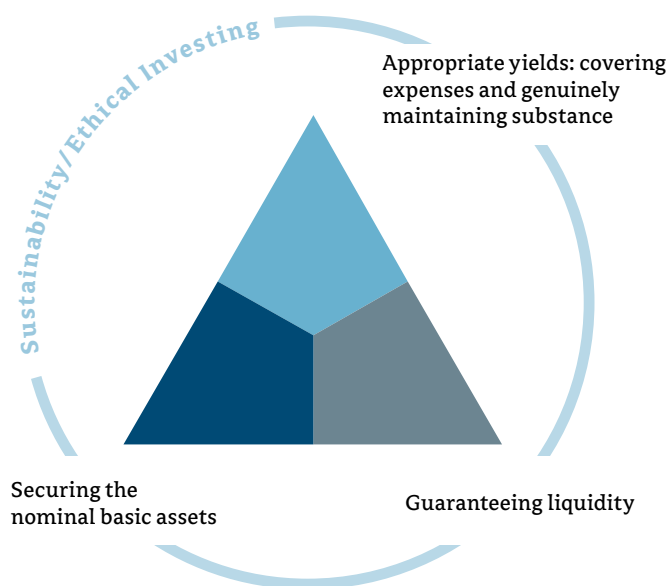 Sustainability/Ethical Investing
Appropriate yields: covering
expenses and genuinely
maintaining substance
Securing the
nominal basic assets
Guaranteeing liquidity